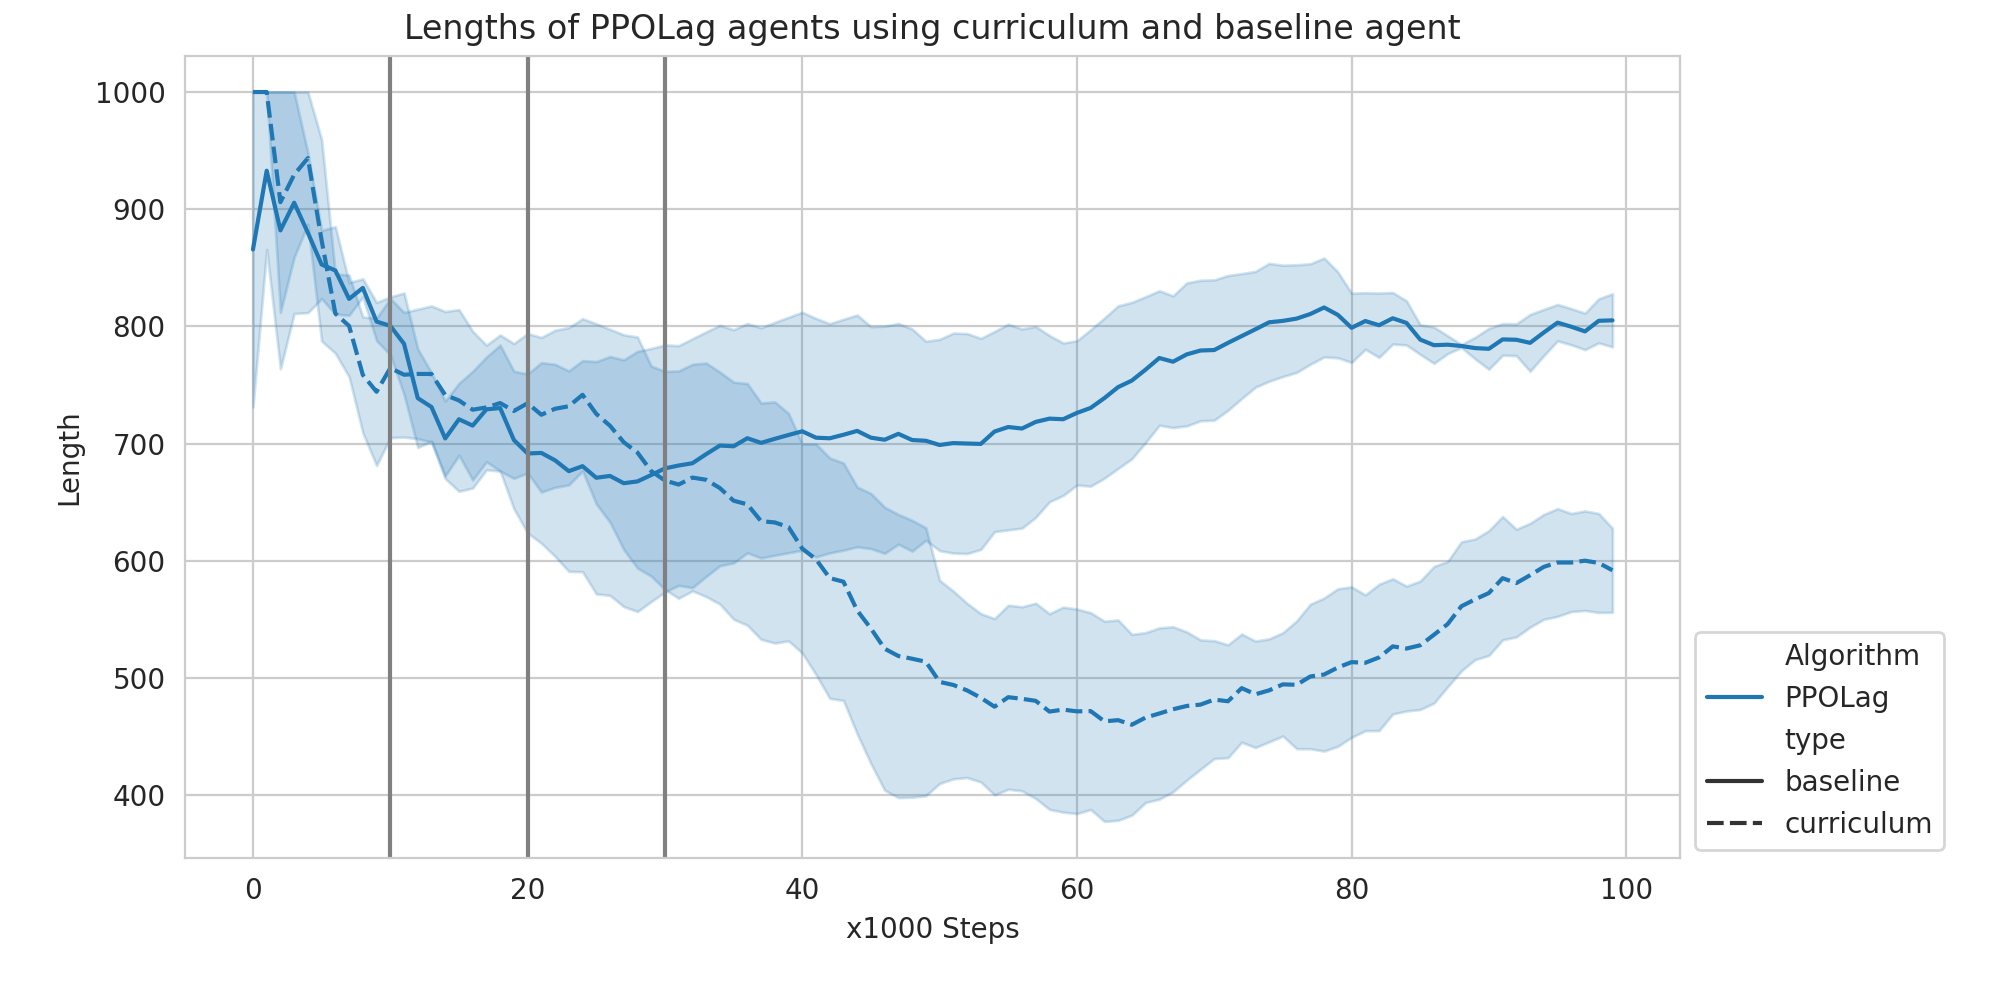 Lengths of PPOLag agents using curriculum and baseline agent
1000
900
800
700
600
500
400
Length
0 20 40 60 80 100
x1000 Steps
Algorithm
PPOLag
type
baseline
curriculum